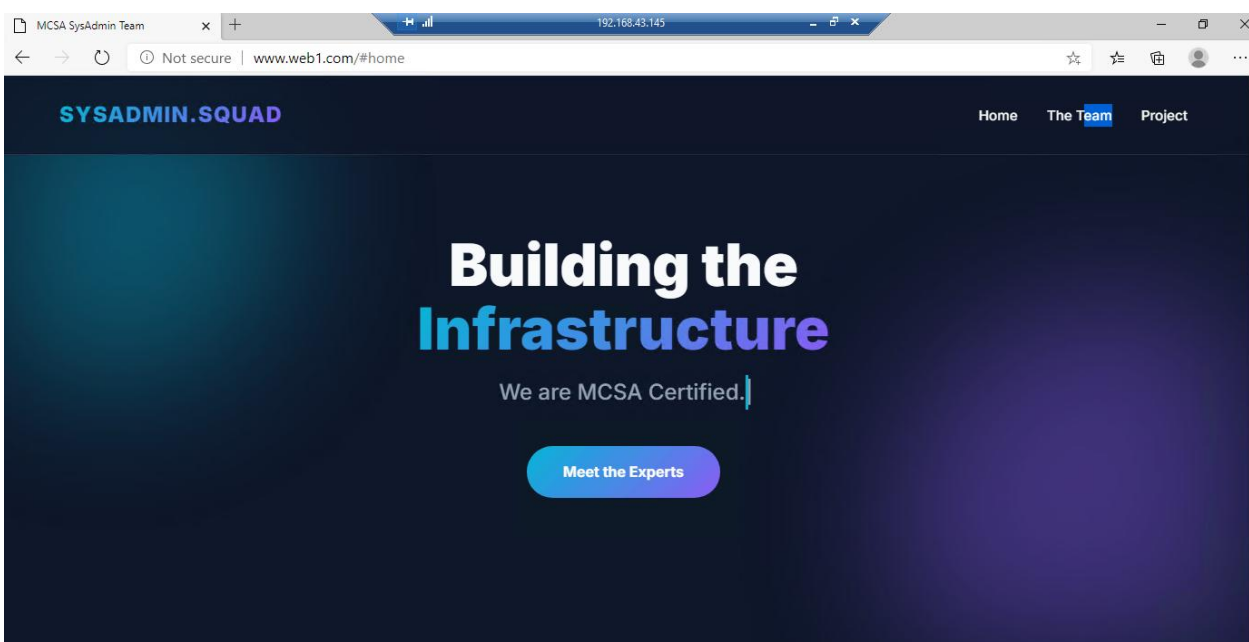 MCSA SysAdmin Team
192.168.43.145
Not secure | www.web1.com/#home
SYSADMIN.SQUAD
Home The Team Project
Building the
Infrastructure
We are MCSA Certified.
Meet the Experts